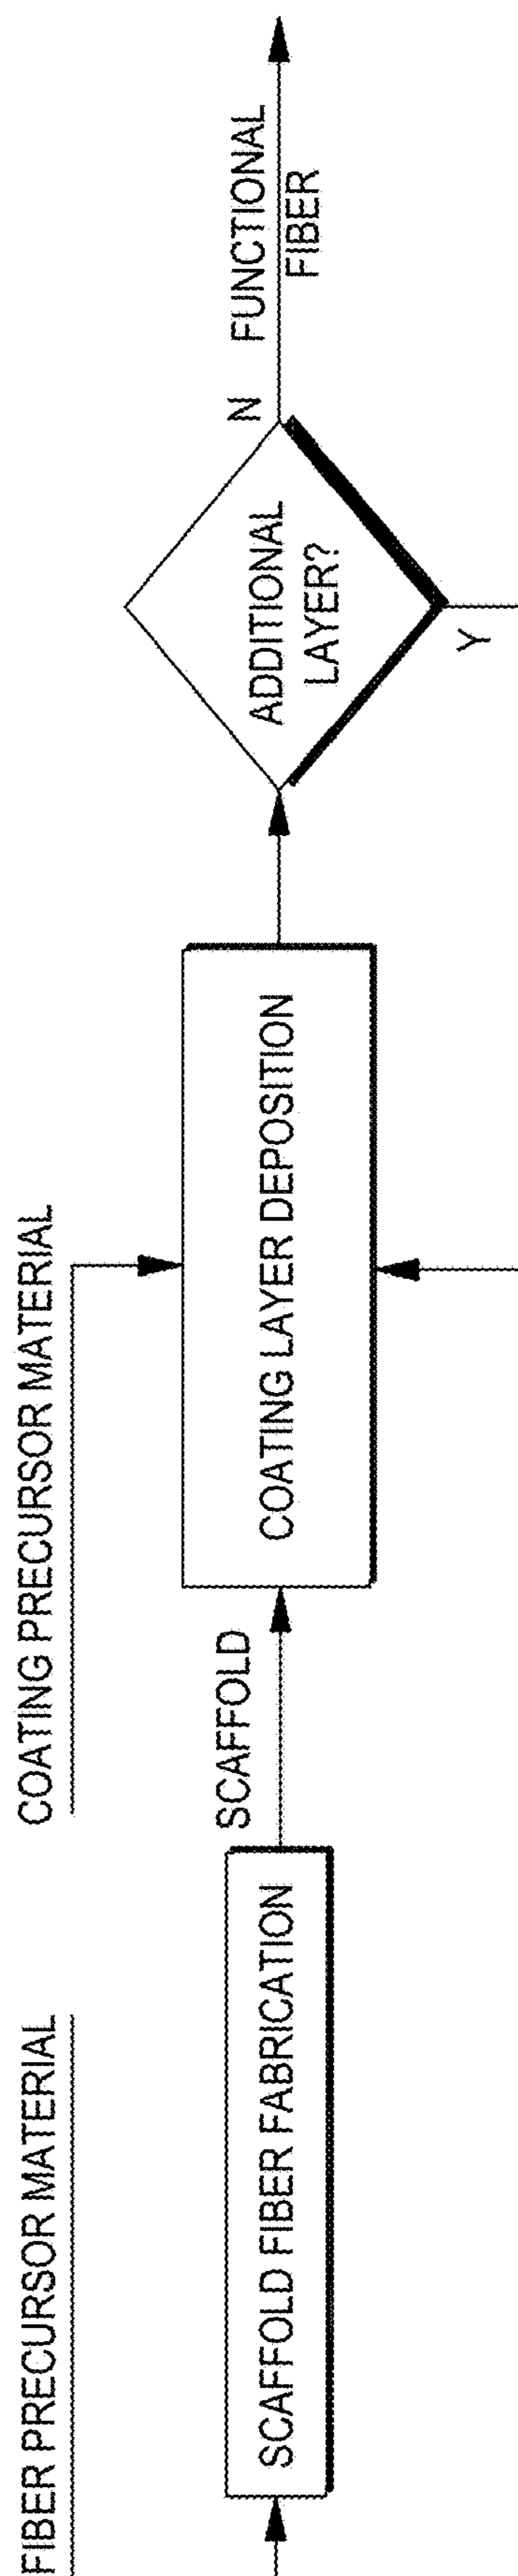 FIBER PRECURSOR MATERIAL
COATING PRECURSOR MATERIAL
SCAFFOLD FIBER FABRICATION
SCAFFOLD
COATING LAYER DEPOSITION
ADDITIONAL
LAYER?
N
Y
FUNCTIONAL
FIBER